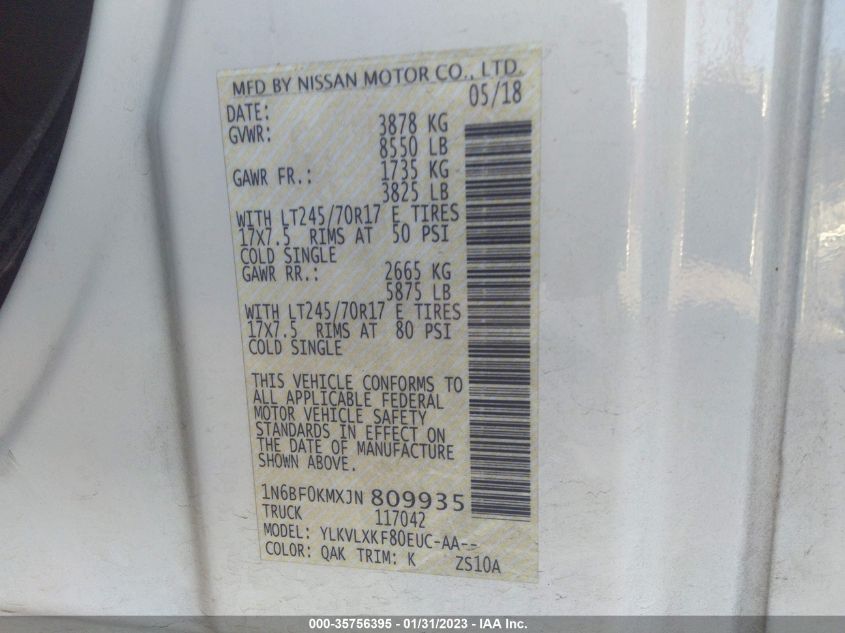 MFD BY NISSAN MOTOR CO., LTD.
DATE: 05/18
GVWR: 3878 KG
8550 LB
GAWR FR.: 1735 KG
3825 LB
WITH LT245/70R17 E TIRES
17X7.5 RIMS AT 50 PSI
COLD SINGLE
GAWR RR.: 2665 KG
5875 LB
WITH LT245/70R17 E TIRES
17X7.5 RIMS AT 80 PSI
COLD SINGLE
THIS VEHICLE CONFORMS TO
ALL APPLICABLE FEDERAL
MOTOR VEHICLE SAFETY
STANDARDS IN EFFECT ON
THE DATE OF MANUFACTURE
SHOWN ABOVE.
1N6BF0KMXJN 809935
TRUCK 117042
MODEL: YLKVLXKF80EUC-AA--
COLOR: QAK TRIM: K ZS10A
000-35756395 - 01/31/2023 - IAA Inc.